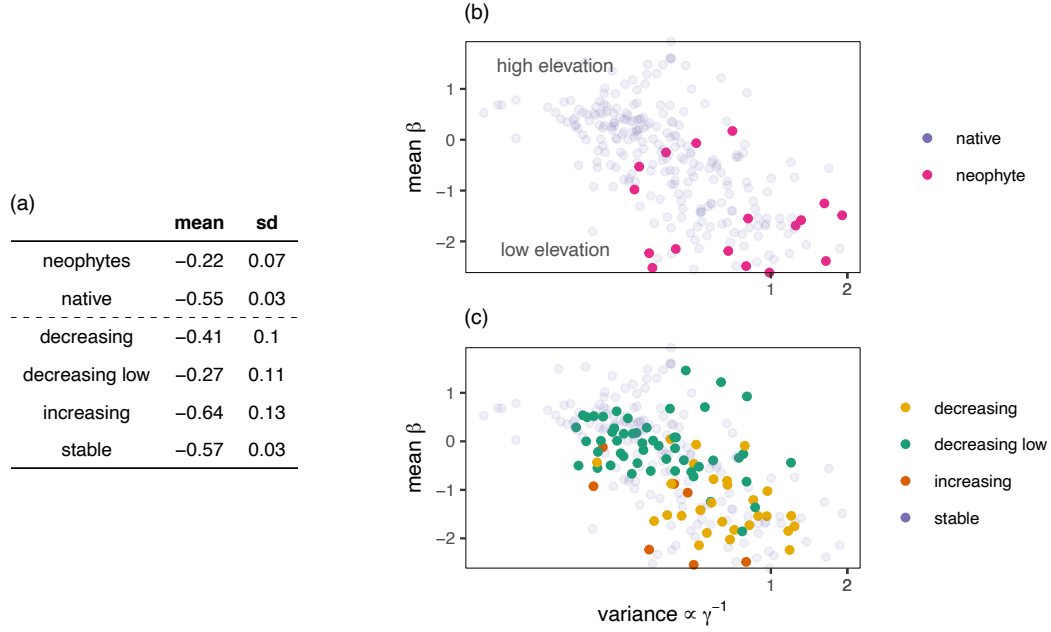 (a)
mean sd
neophytes −0.22 0.07
native −0.55 0.03
decreasing −0.41 0.1
decreasing low −0.27 0.11
increasing −0.64 0.13
stable −0.57 0.03
(b)
high elevation
low elevation
mean β
1
0
−1
−2
1 2
native
neophyte
(c)
mean β
1
0
−1
−2
1 2
variance ∝ γ⁻¹
decreasing
decreasing low
increasing
stable